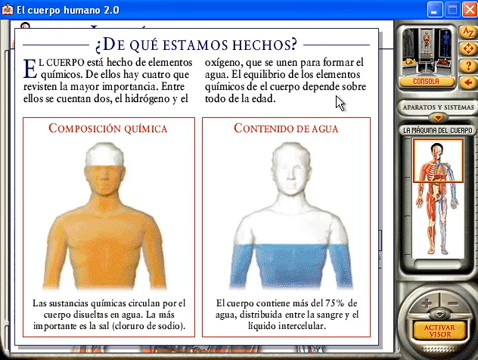 El cuerpo humano 2.0
¿DE QUÉ ESTAMOS HECHOS?
EL CUERPO está hecho de elementos
químicos. De ellos hay cuatro que
revisten la mayor importancia. Entre
ellos se cuentan dos, el hidrógeno y el
oxígeno, que se unen para formar el
agua. El equilibrio de los elementos
químicos de el cuerpo depende sobre
todo de la edad.
COMPOSICIÓN QUÍMICA
Las sustancias químicas circulan por el
cuerpo disueltas en agua. La más
importante es la sal (cloruro de sodio).
CONTENIDO DE AGUA
El cuerpo contiene más del 75% de
agua, distribuida entre la sangre y el
líquido intercelular.
CONSOLA
APARATOS Y SISTEMAS
LA MÁQUINA DEL CUERPO
ACTIVAR
VISOR